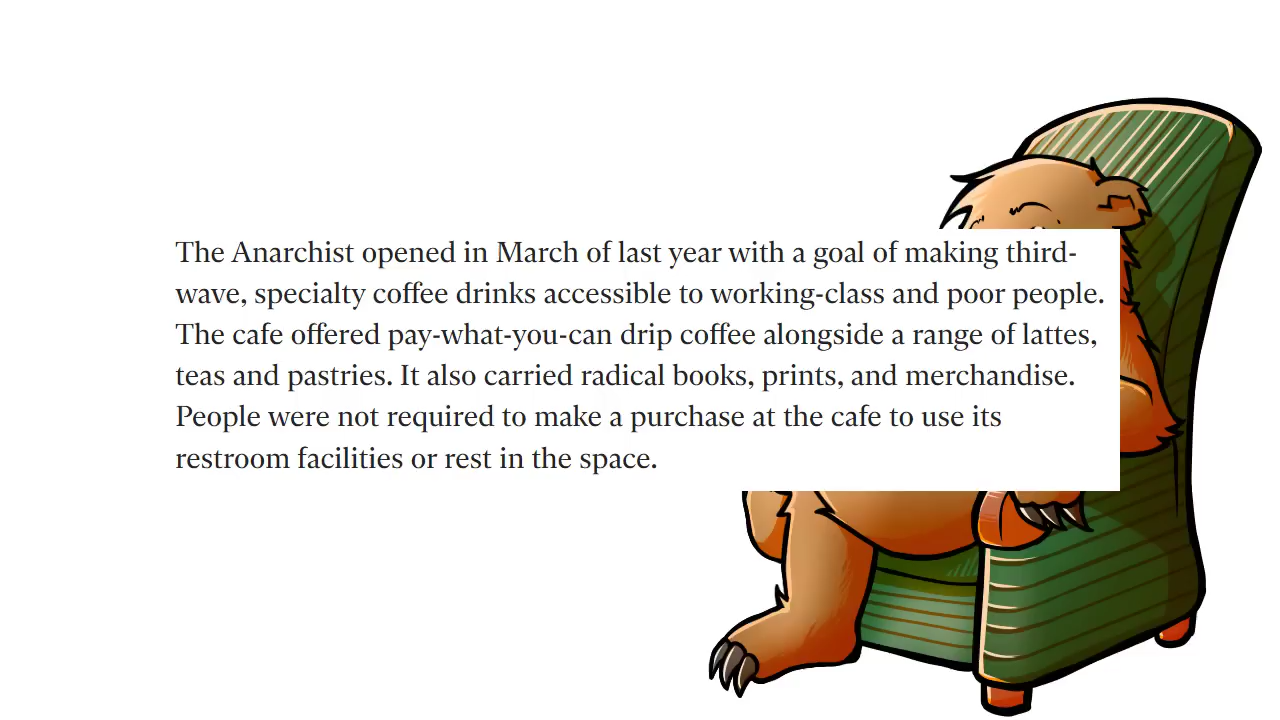 The Anarchist opened in March of last year with a goal of making third-
wave, specialty coffee drinks accessible to working-class and poor people.
The cafe offered pay-what-you-can drip coffee alongside a range of lattes,
teas and pastries. It also carried radical books, prints, and merchandise.
People were not required to make a purchase at the cafe to use its
restroom facilities or rest in the space.